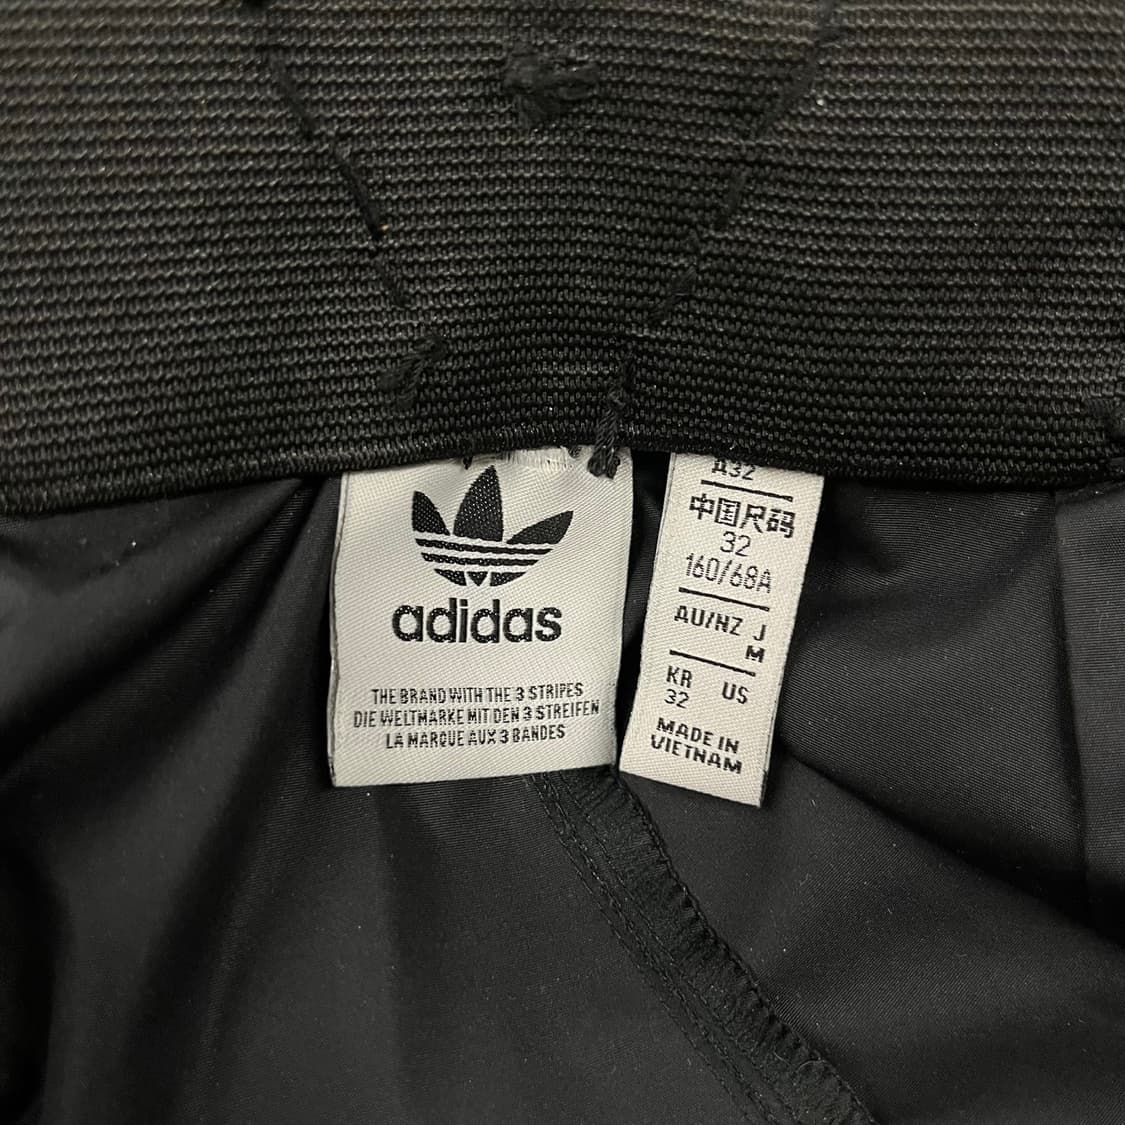 adidas
THE BRAND WITH THE 3 STRIPES
DIE WELTMARKE MIT DEN 3 STREIFEN
LA MARQUE AUX 3 BANDES
A32
中国尺码
32
160/68A
AU/NZ J
M
KR US
32
MADE IN
VIETNAM